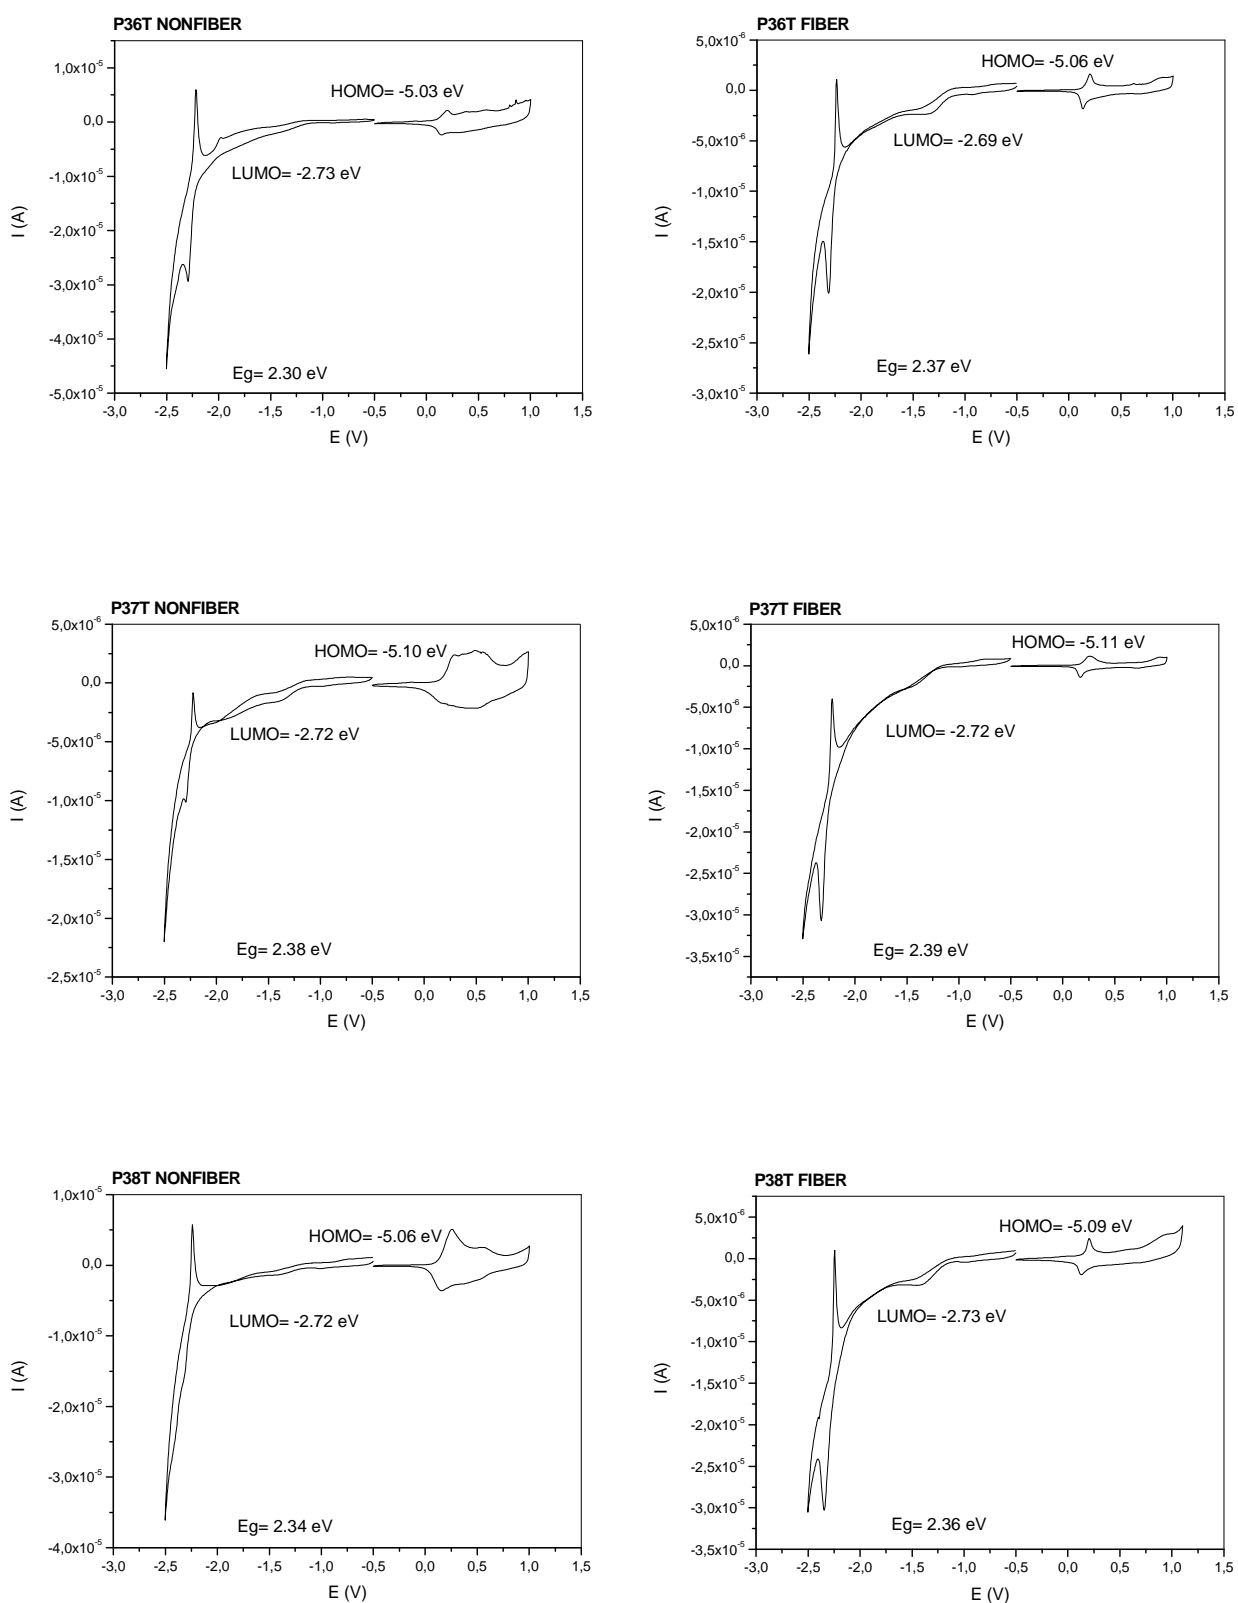 P36T NONFIBER
1,0x10-5
0,0
-1,0x10-5
-2,0x10-5
-3,0x10-5
-4,0x10-5
-5,0x10-5
I (A)
HOMO= -5.03 eV
LUMO= -2.73 eV
Eg= 2.30 eV
-3,0 -2,5 -2,0 -1,5 -1,0 -0,5 0,0 0,5 1,0 1,5
E (V)
P36T FIBER
5,0x10-6
0,0
-5,0x10-6
-1,0x10-5
-1,5x10-5
-2,0x10-5
-2,5x10-5
-3,0x10-5
I (A)
HOMO= -5.06 eV
LUMO= -2.69 eV
Eg= 2.37 eV
-3,0 -2,5 -2,0 -1,5 -1,0 -0,5 0,0 0,5 1,0 1,5
E (V)
P37T NONFIBER
5,0x10-6
0,0
-5,0x10-6
-1,0x10-5
-1,5x10-5
-2,0x10-5
-2,5x10-5
I (A)
HOMO= -5.10 eV
LUMO= -2.72 eV
Eg= 2.38 eV
-3,0 -2,5 -2,0 -1,5 -1,0 -0,5 0,0 0,5 1,0 1,5
E (V)
P37T FIBER
5,0x10-6
0,0
-5,0x10-6
-1,0x10-5
-1,5x10-5
-2,0x10-5
-2,5x10-5
-3,0x10-5
-3,5x10-5
I (A)
HOMO= -5.11 eV
LUMO= -2.72 eV
Eg= 2.39 eV
-3,0 -2,5 -2,0 -1,5 -1,0 -0,5 0,0 0,5 1,0 1,5
E (V)
P38T NONFIBER
1,0x10-5
0,0
-1,0x10-5
-2,0x10-5
-3,0x10-5
-4,0x10-5
I (A)
HOMO= -5.06 eV
LUMO= -2.72 eV
Eg= 2.34 eV
-3,0 -2,5 -2,0 -1,5 -1,0 -0,5 0,0 0,5 1,0 1,5
E (V)
P38T FIBER
5,0x10-6
0,0
-5,0x10-6
-1,0x10-5
-1,5x10-5
-2,0x10-5
-2,5x10-5
-3,0x10-5
-3,5x10-5
I (A)
HOMO= -5.09 eV
LUMO= -2.73 eV
Eg= 2.36 eV
-3,0 -2,5 -2,0 -1,5 -1,0 -0,5 0,0 0,5 1,0 1,5
E (V)